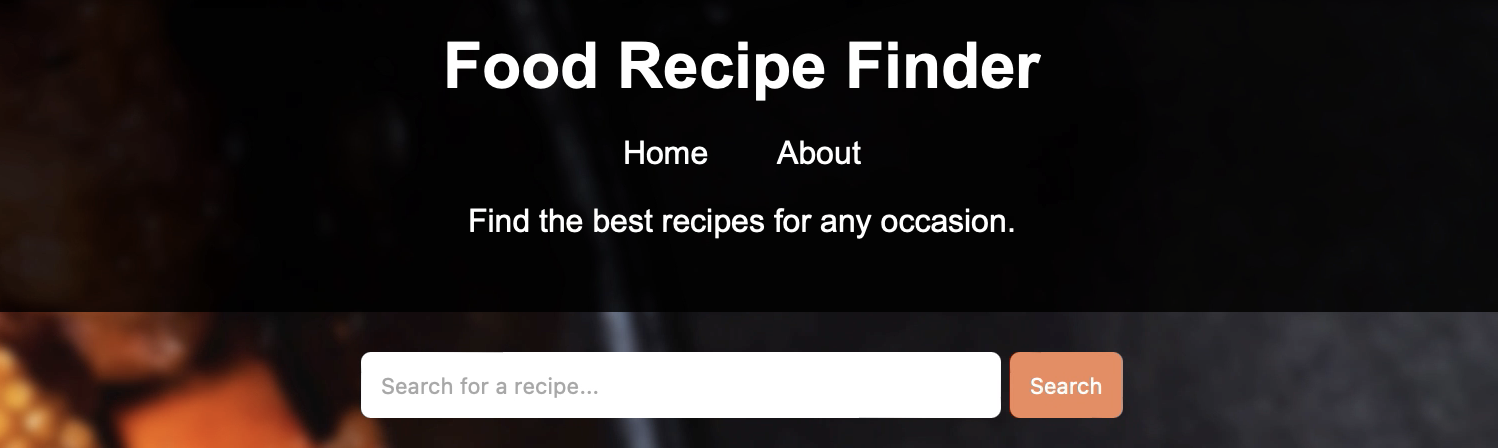 Food Recipe Finder
Home About
Find the best recipes for any occasion.
Search for a recipe... Search